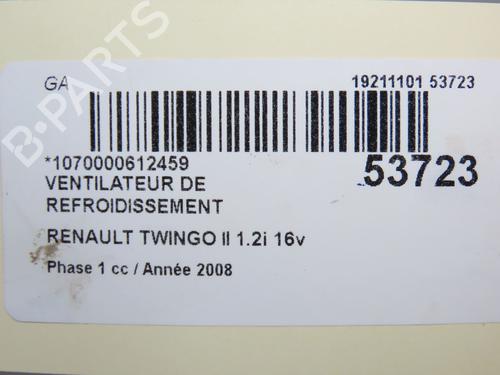 GA
19211101 53723
*1070000612459
53723
VENTILATEUR DE
REFROIDISSEMENT
RENAULT TWINGO II 1.2i 16v
Phase 1 cc / Année 2008
B-PARTS